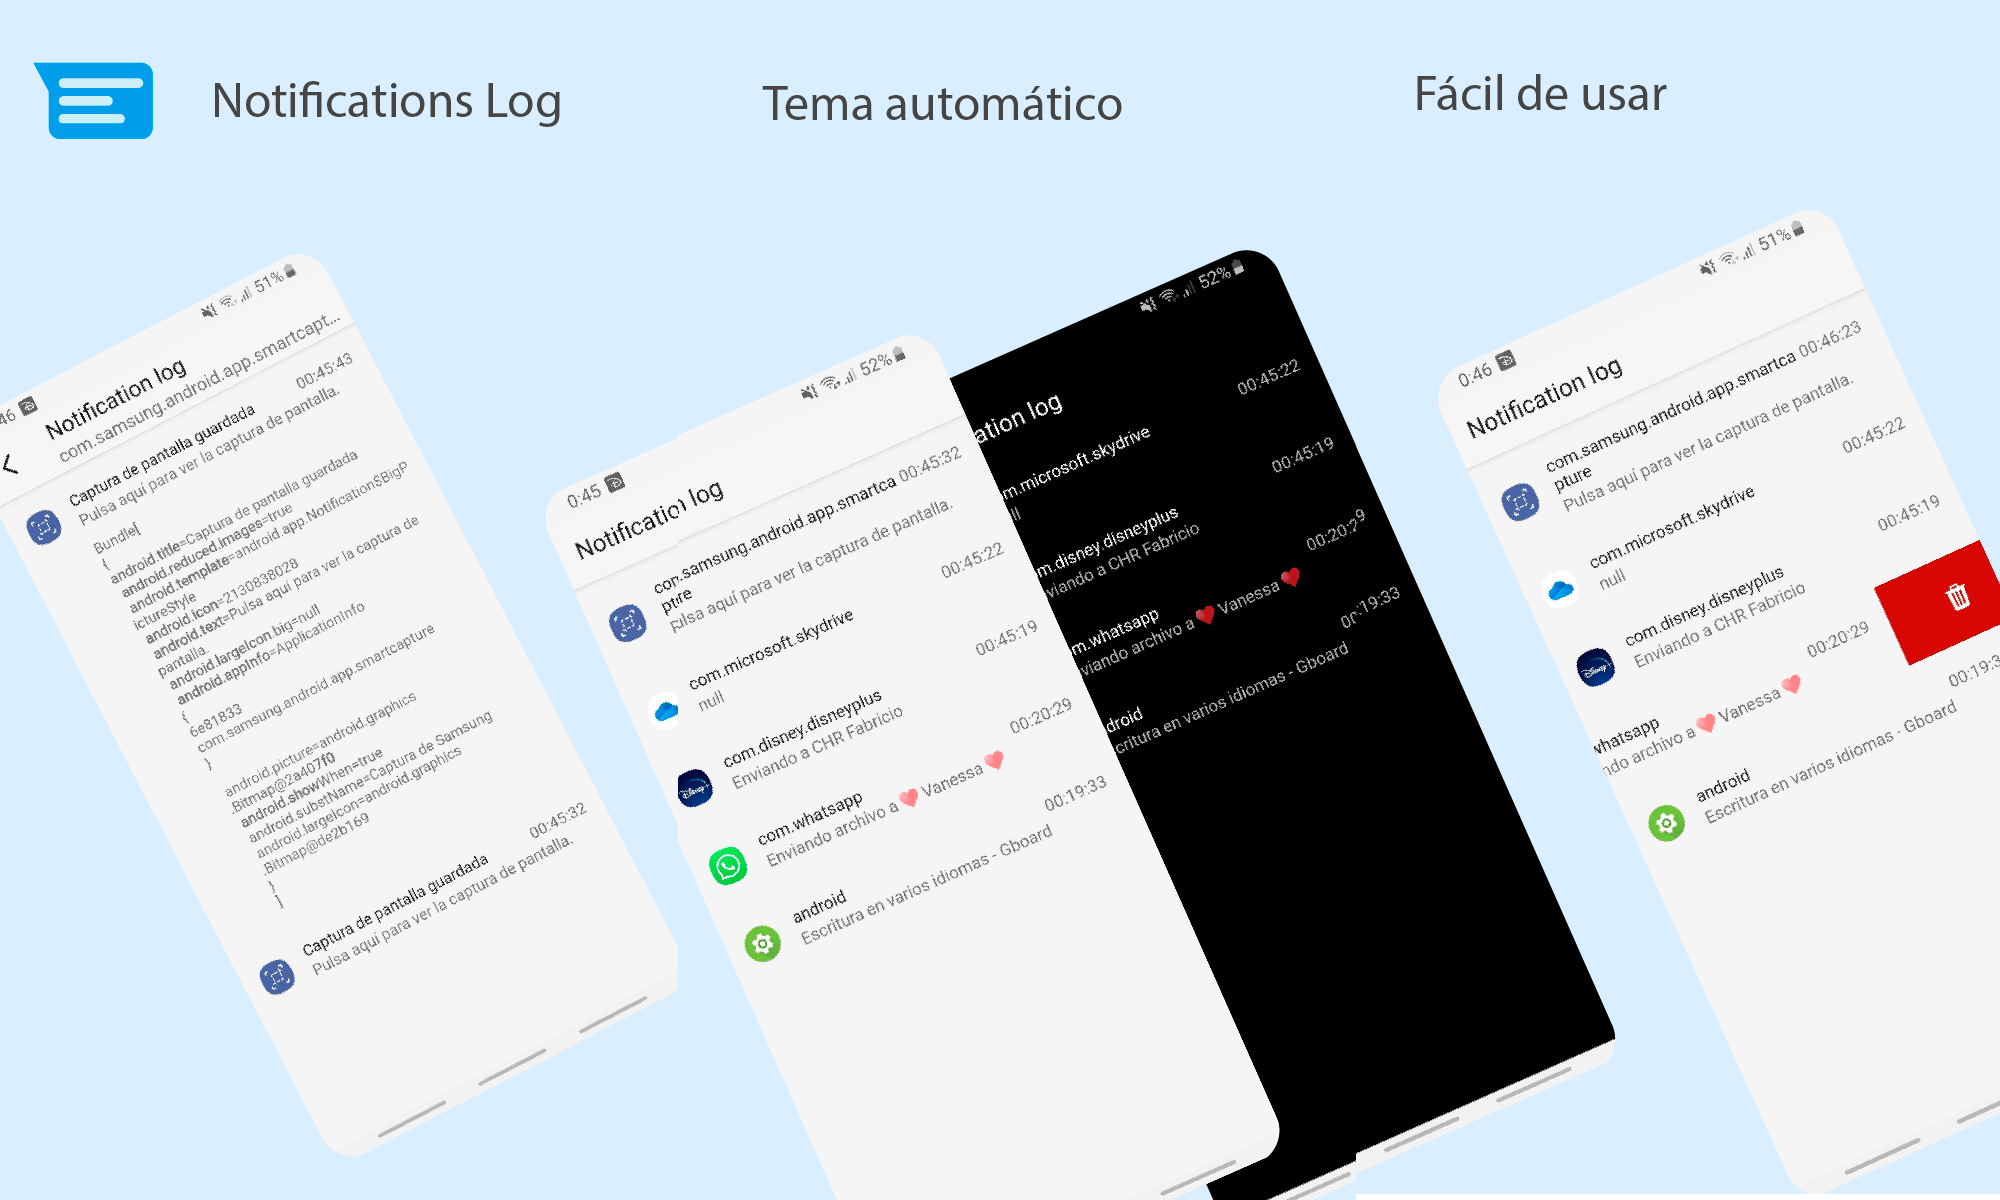 Notifications Log
Tema automático
Fácil de usar
46
51%
Notification log
com.samsung.android.app.smartcapt...
00:45:43
Captura de pantalla guardada
Pulsa aquí para ver la captura de pantalla.
Bundle[
{
android.title=Captura de pantalla guardada
android.reduced.images=true
android.template=android.app.Notification$BigP
ictureStyle
android.icon=2130838028
android.text=Pulsa aquí para ver la captura de
pantalla.
android.largeIcon.big=null
android.appInfo=ApplicationInfo
{
6e81833
com.samsung.android.app.smartcapture
}
android.picture=android.graphics
.Bitmap@2a407f0
android.showWhen=true
android.substName=Captura de Samsung
android.largeIcon=android.graphics
.Bitmap@de2b169
}
]
00:45:32
Captura de pantalla guardada
Pulsa aquí para ver la captura de pantalla.
0:45
52%
Notification log
com.samsung.android.app.smartca
pture
00:45:32
Pulsa aquí para ver la captura de pantalla.
00:45:22
com.microsoft.skydrive
null
00:45:19
com.disney.disneyplus
Disney+
Enviando a CHR Fabricio
00:20:29
com.whatsapp
Enviando archivo a ❤ Vanessa ❤
00:19:33
android
Escritura en varios idiomas - Gboard
52%
ation log
00:45:22
m.microsoft.skydrive
ll
00:45:19
m.disney.disneyplus
viando a CHR Fabricio
00:20:29
m.whatsapp
viando archivo a ❤ Vanessa ❤
00:19:33
droid
critura en varios idiomas - Gboard
0:46
51%
Notification log
com.samsung.android.app.smartca
pture
00:46:23
Pulsa aquí para ver la captura de pantalla.
00:45:22
com.microsoft.skydrive
null
00:45:19
com.disney.disneyplus
Disney+
Enviando a CHR Fabricio
00:20:29
whatsapp
ndo archivo a ❤ Vanessa ❤
00:19:3
android
Escritura en varios idiomas - Gboard